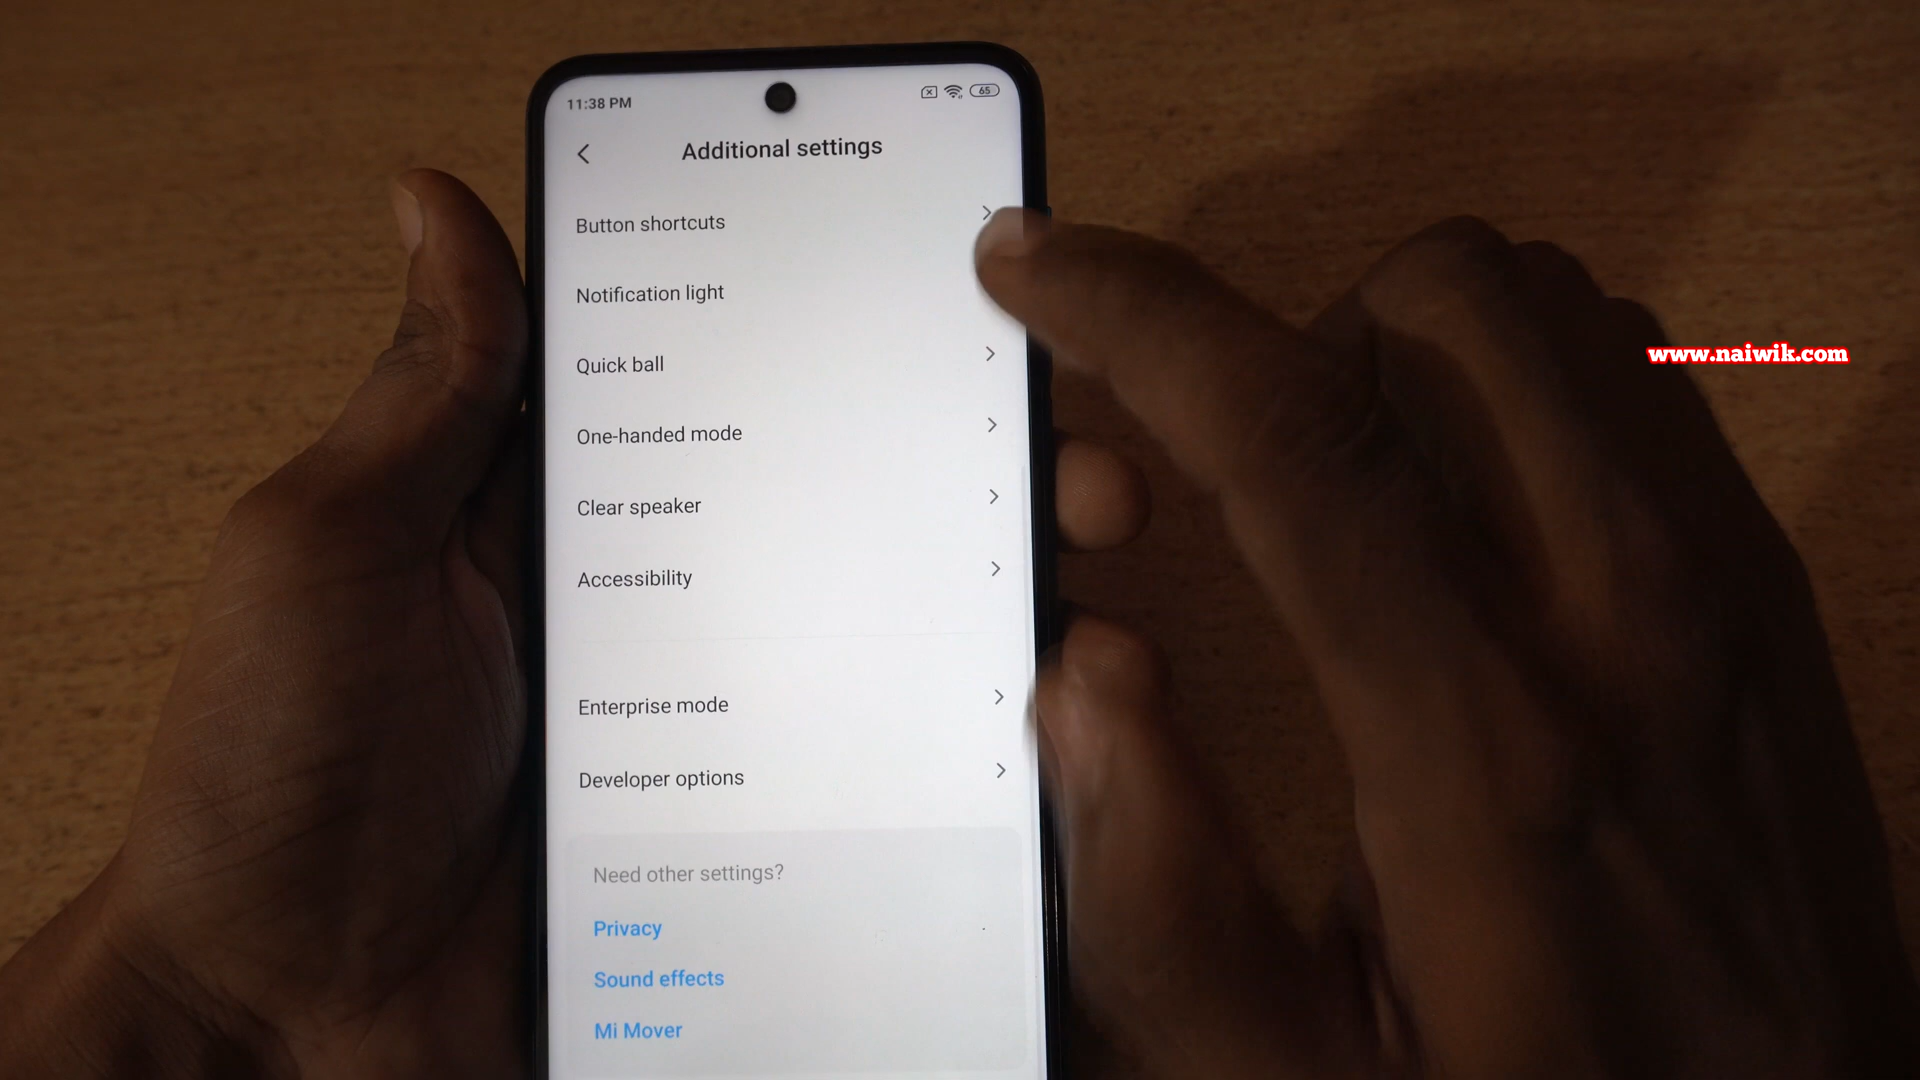 11:38 PM
65
Additional settings
Button shortcuts
Notification light
Quick ball
One-handed mode
Clear speaker
Accessibility
Enterprise mode
Developer options
Need other settings?
Privacy
Sound effects
Mi Mover
www.naiwik.com